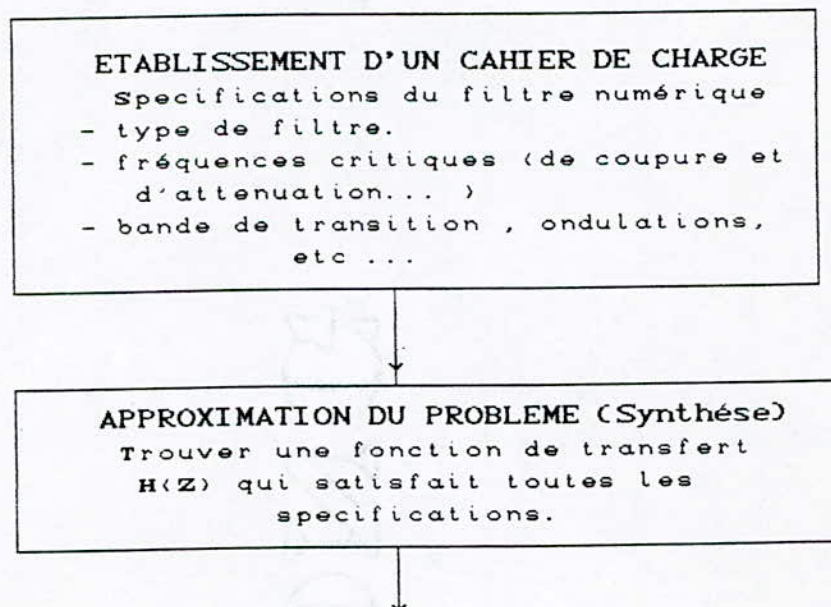 ETABLISSEMENT D'UN CAHIER DE CHARGE
Specifications du filtre numérique
- type de filtre.
- fréquences critiques (de coupure et
d'attenuation... )
- bande de transition , ondulations,
etc ...
APPROXIMATION DU PROBLEME (Synthése)
Trouver une fonction de transfert
H(Z) qui satisfait toutes les
specifications.